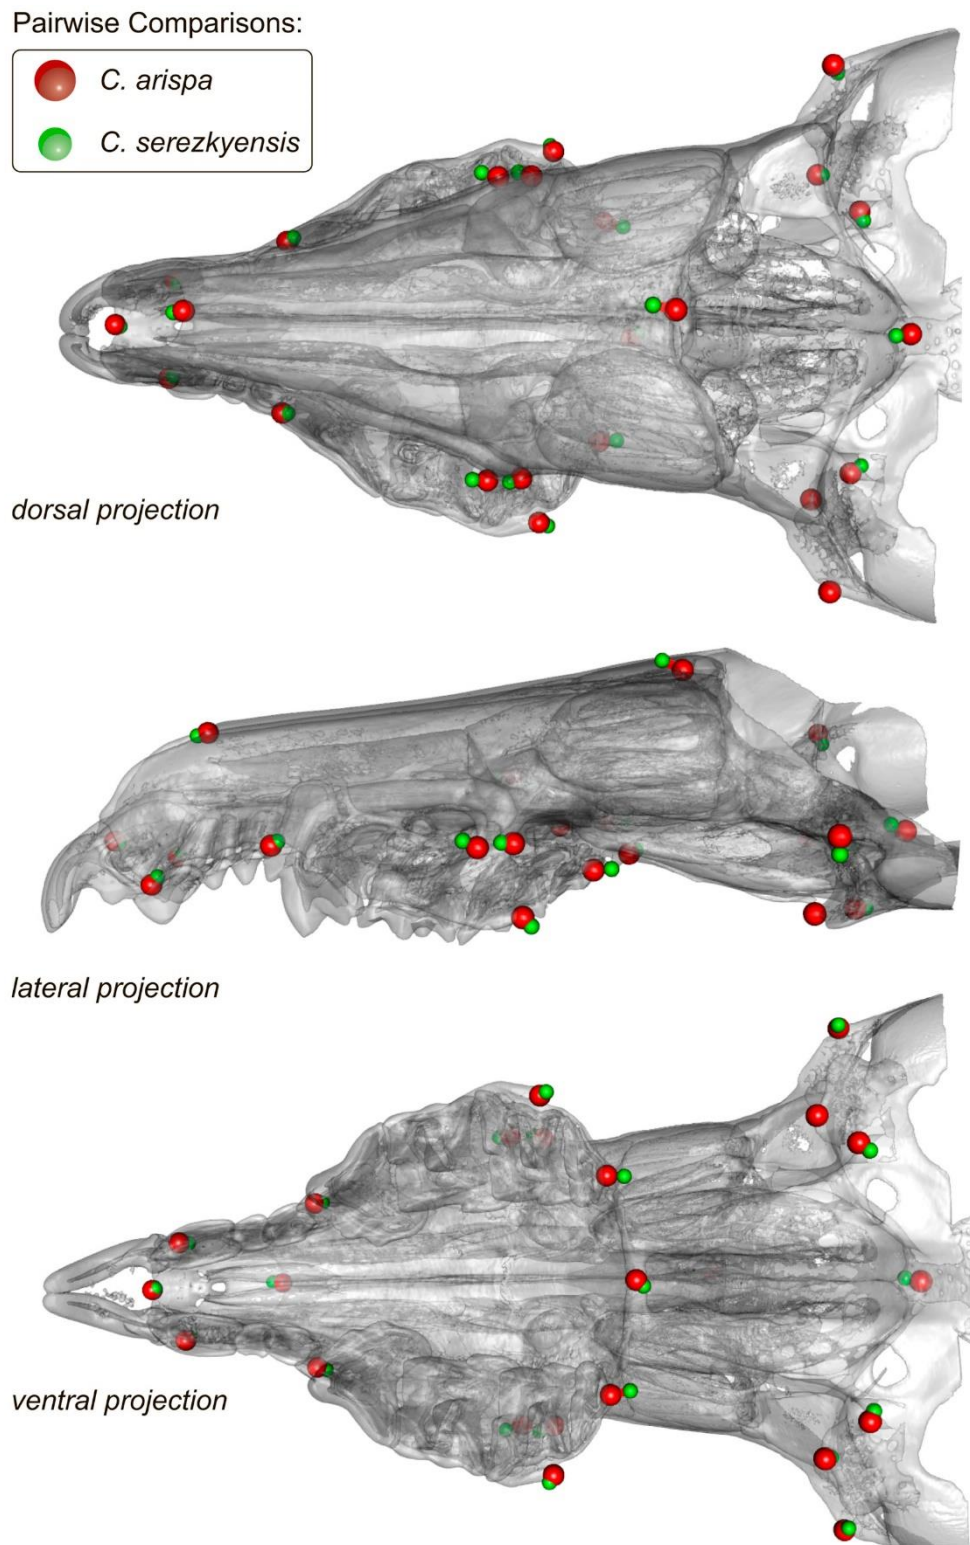 Pairwise Comparisons:
C. arispa
C. serezkyensis
dorsal projection
lateral projection
ventral projection